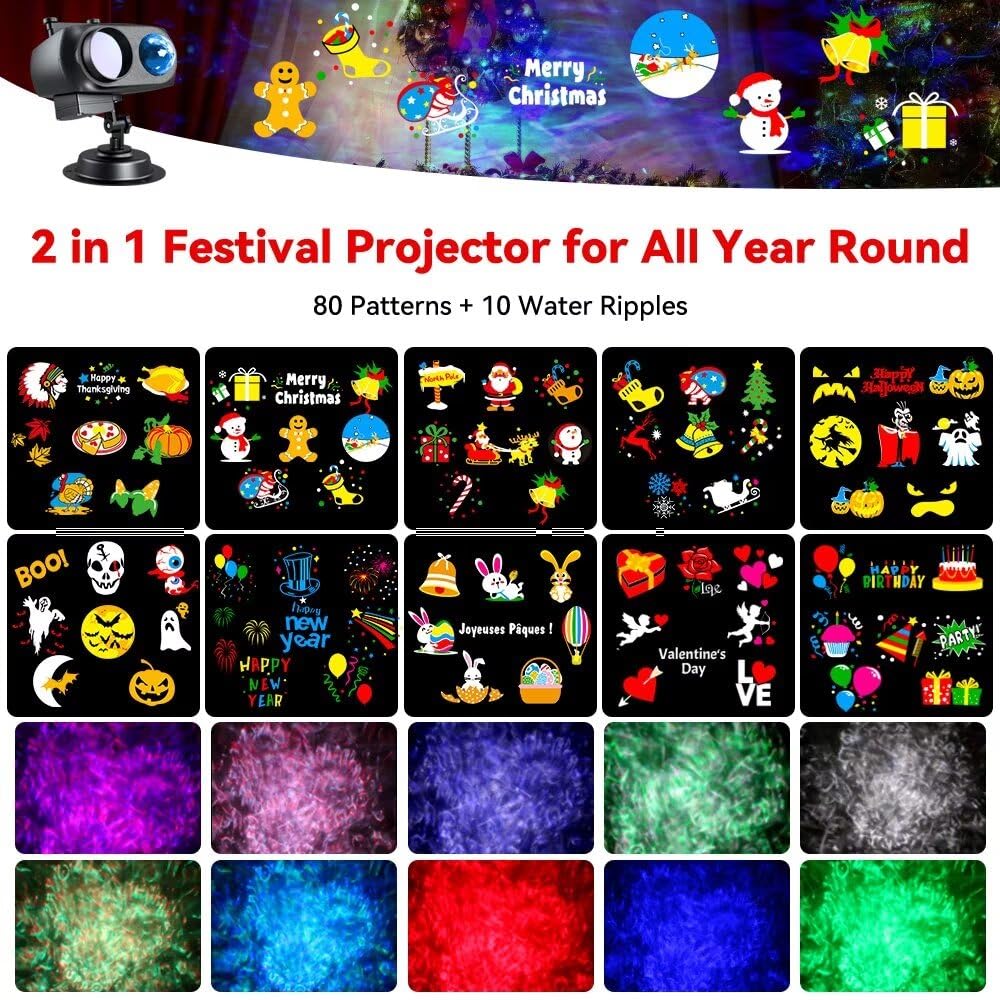 Merry
Christmas
2 in 1 Festival Projector for All Year Round
80 Patterns + 10 Water Ripples
Happy
Thanksgiving
Merry
Christmas
North Pole
Happy
Halloween
BOO!
Happy
new
year
HAPPY
NEW
YEAR
Joyeuses Pâques !
Love
Valentine's
Day
LOVE
HAPPY
BIRTHDAY
PARTY!